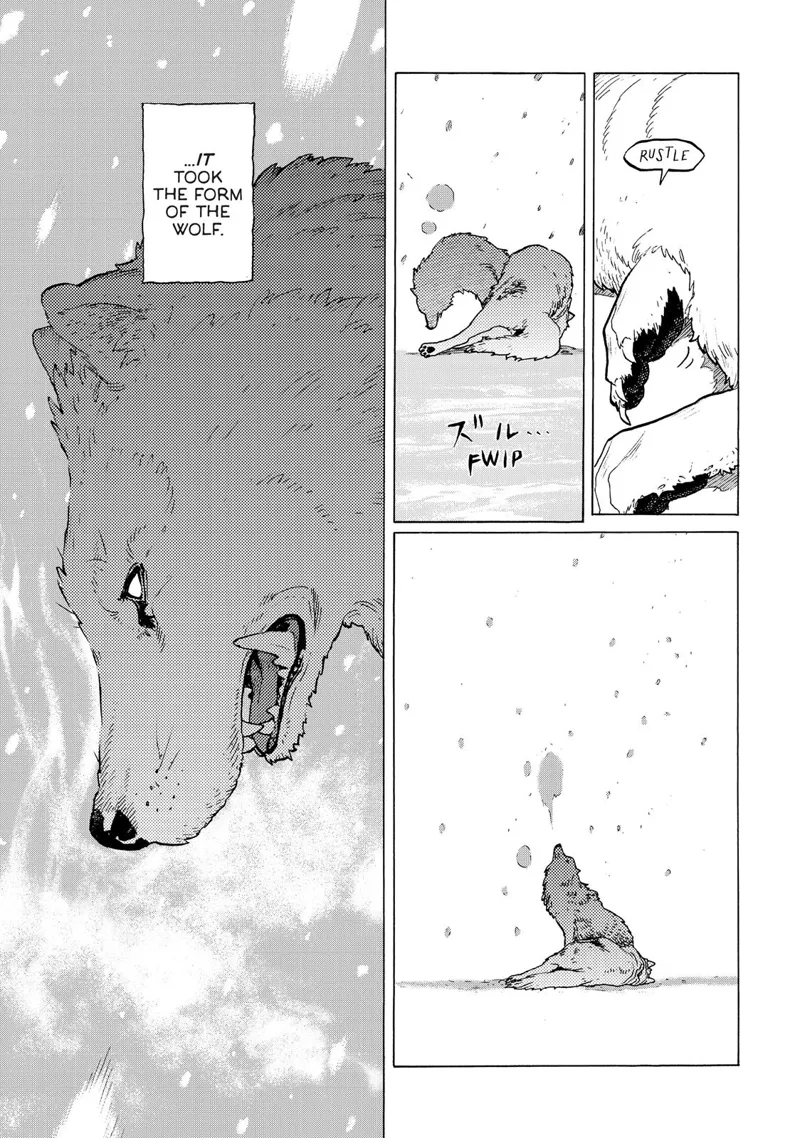 RUSTLE
ズル...
FWIP
...IT
TOOK
THE FORM
OF THE
WOLF.